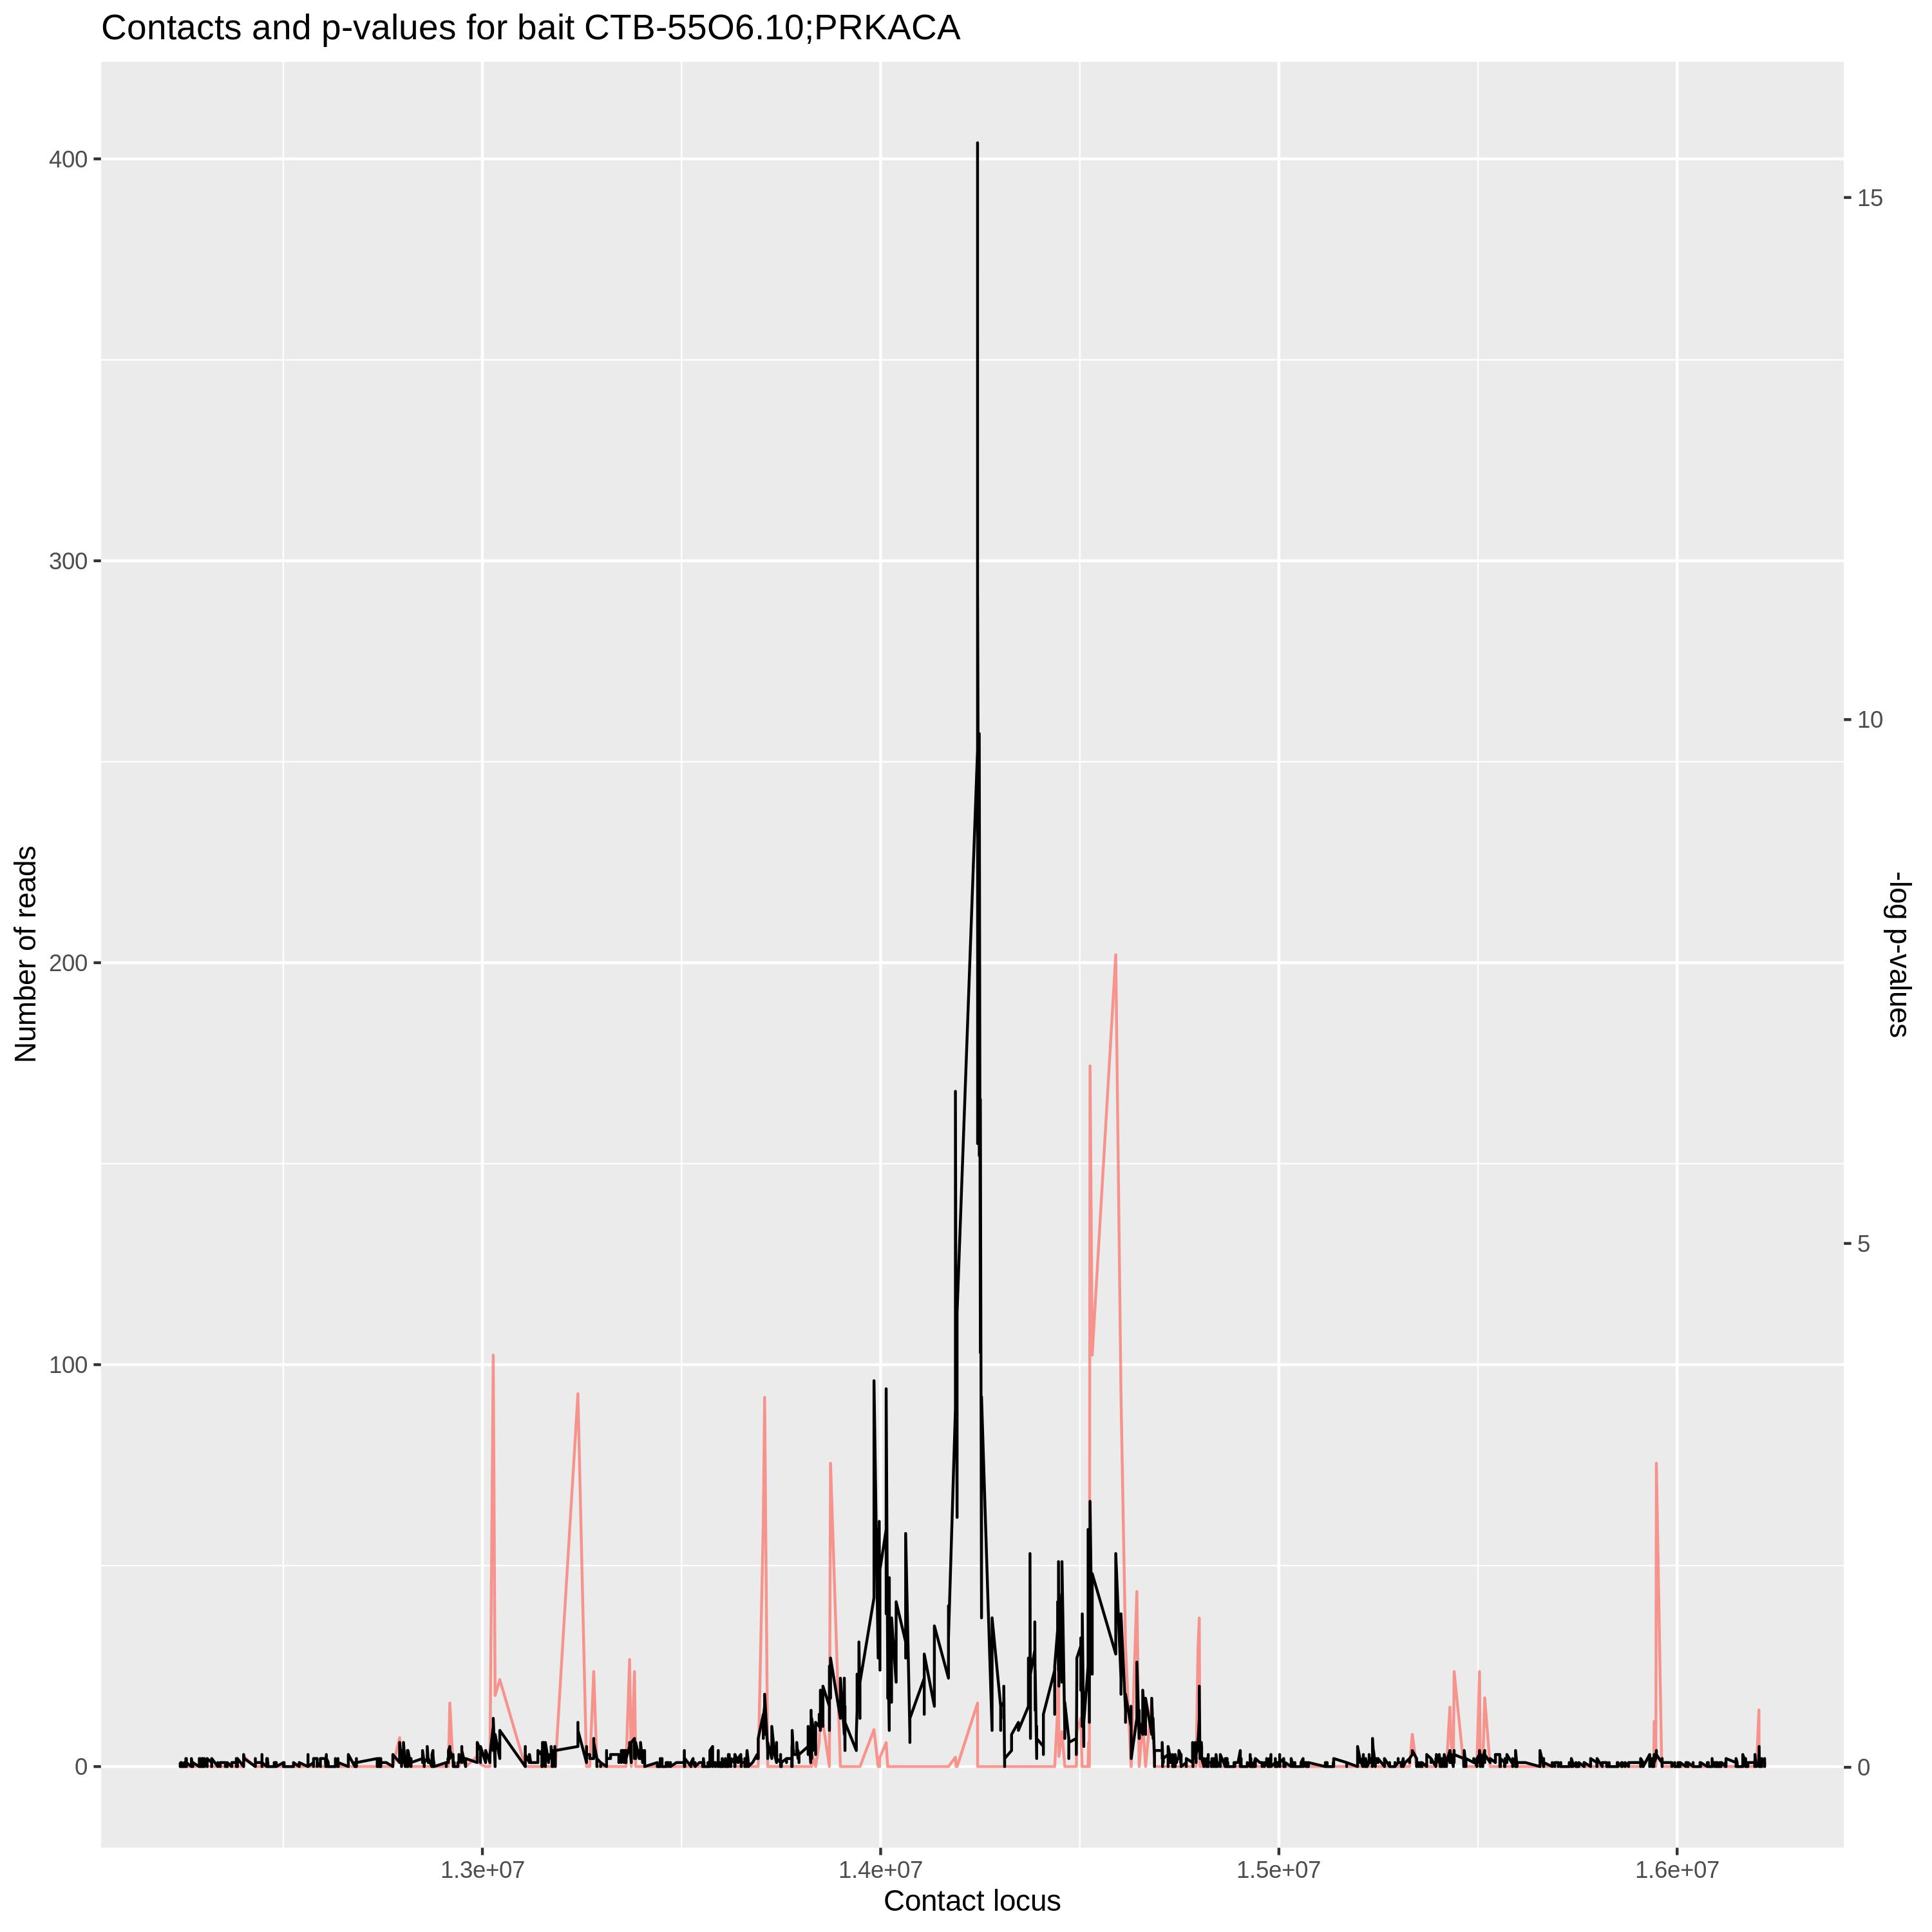 Contacts and p-values for bait CTB-55O6.10;PRKACA
400
300
200
100
0
Number of reads
15
10
5
0
-log p-values
1.3e+07
1.4e+07
1.5e+07
1.6e+07
Contact locus